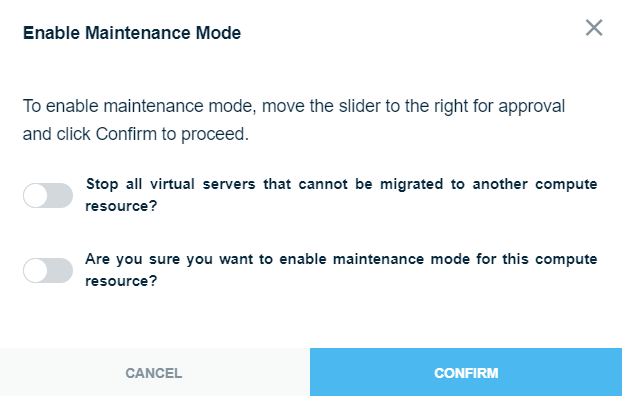 Enable Maintenance Mode
To enable maintenance mode, move the slider to the right for approval
and click Confirm to proceed.
Stop all virtual servers that cannot be migrated to another compute
resource?
Are you sure you want to enable maintenance mode for this compute
resource?
CANCEL
CONFIRM